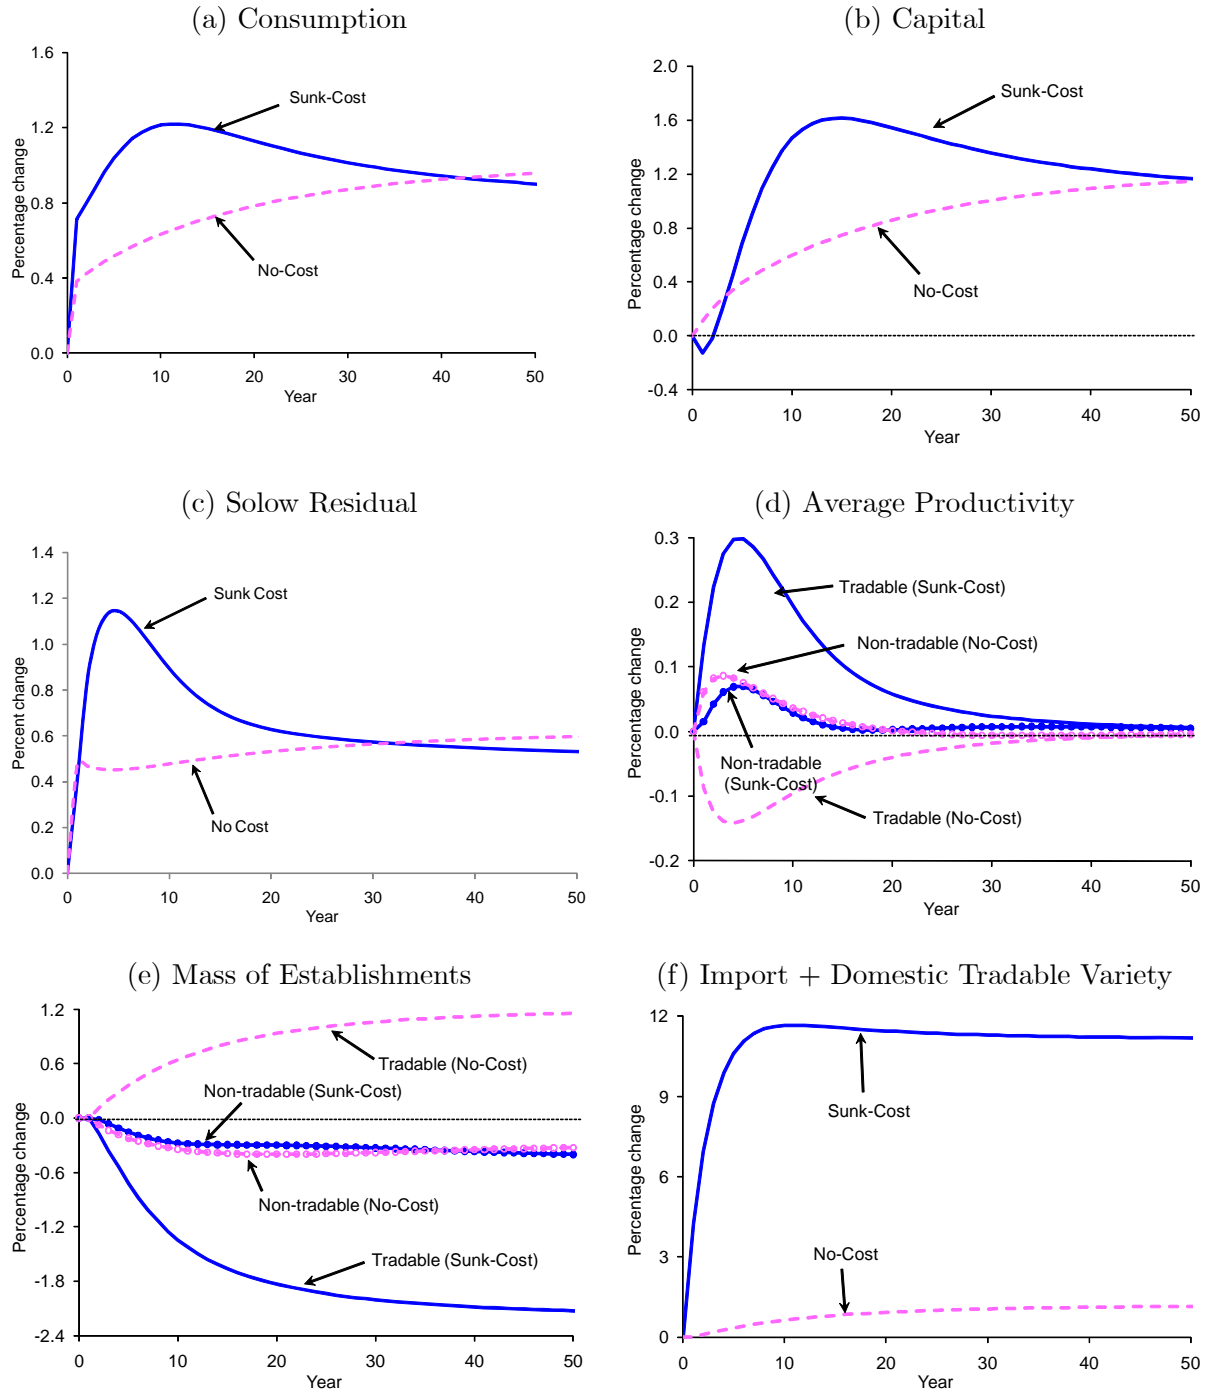 (a) Consumption
1.6
1.2
0.8
0.4
0.0
Percentage change
Sunk-Cost
No-Cost
0 10 20 30 40 50
Year
(b) Capital
2.0
1.6
1.2
0.8
0.4
0.0
-0.4
Percentage change
Sunk-Cost
No-Cost
0 10 20 30 40 50
Year
(c) Solow Residual
1.4
1.2
1.0
0.8
0.6
0.4
0.2
0.0
Percent change
Sunk Cost
No Cost
0 10 20 30 40 50
Year
(d) Average Productivity
0.3
0.2
0.1
0.0
-0.1
-0.2
Percentage change
Tradable (Sunk-Cost)
Non-tradable (No-Cost)
Non-tradable
(Sunk-Cost)
Tradable (No-Cost)
0 10 20 30 40 50
Year
(e) Mass of Establishments
1.2
0.6
0.0
-0.6
-1.2
-1.8
-2.4
Percentage change
Tradable (No-Cost)
Non-tradable (Sunk-Cost)
Non-tradable (No-Cost)
Tradable (Sunk-Cost)
0 10 20 30 40 50
Year
(f) Import + Domestic Tradable Variety
12
9
6
3
0
Percentage change
Sunk-Cost
No-Cost
0 10 20 30 40 50
Year